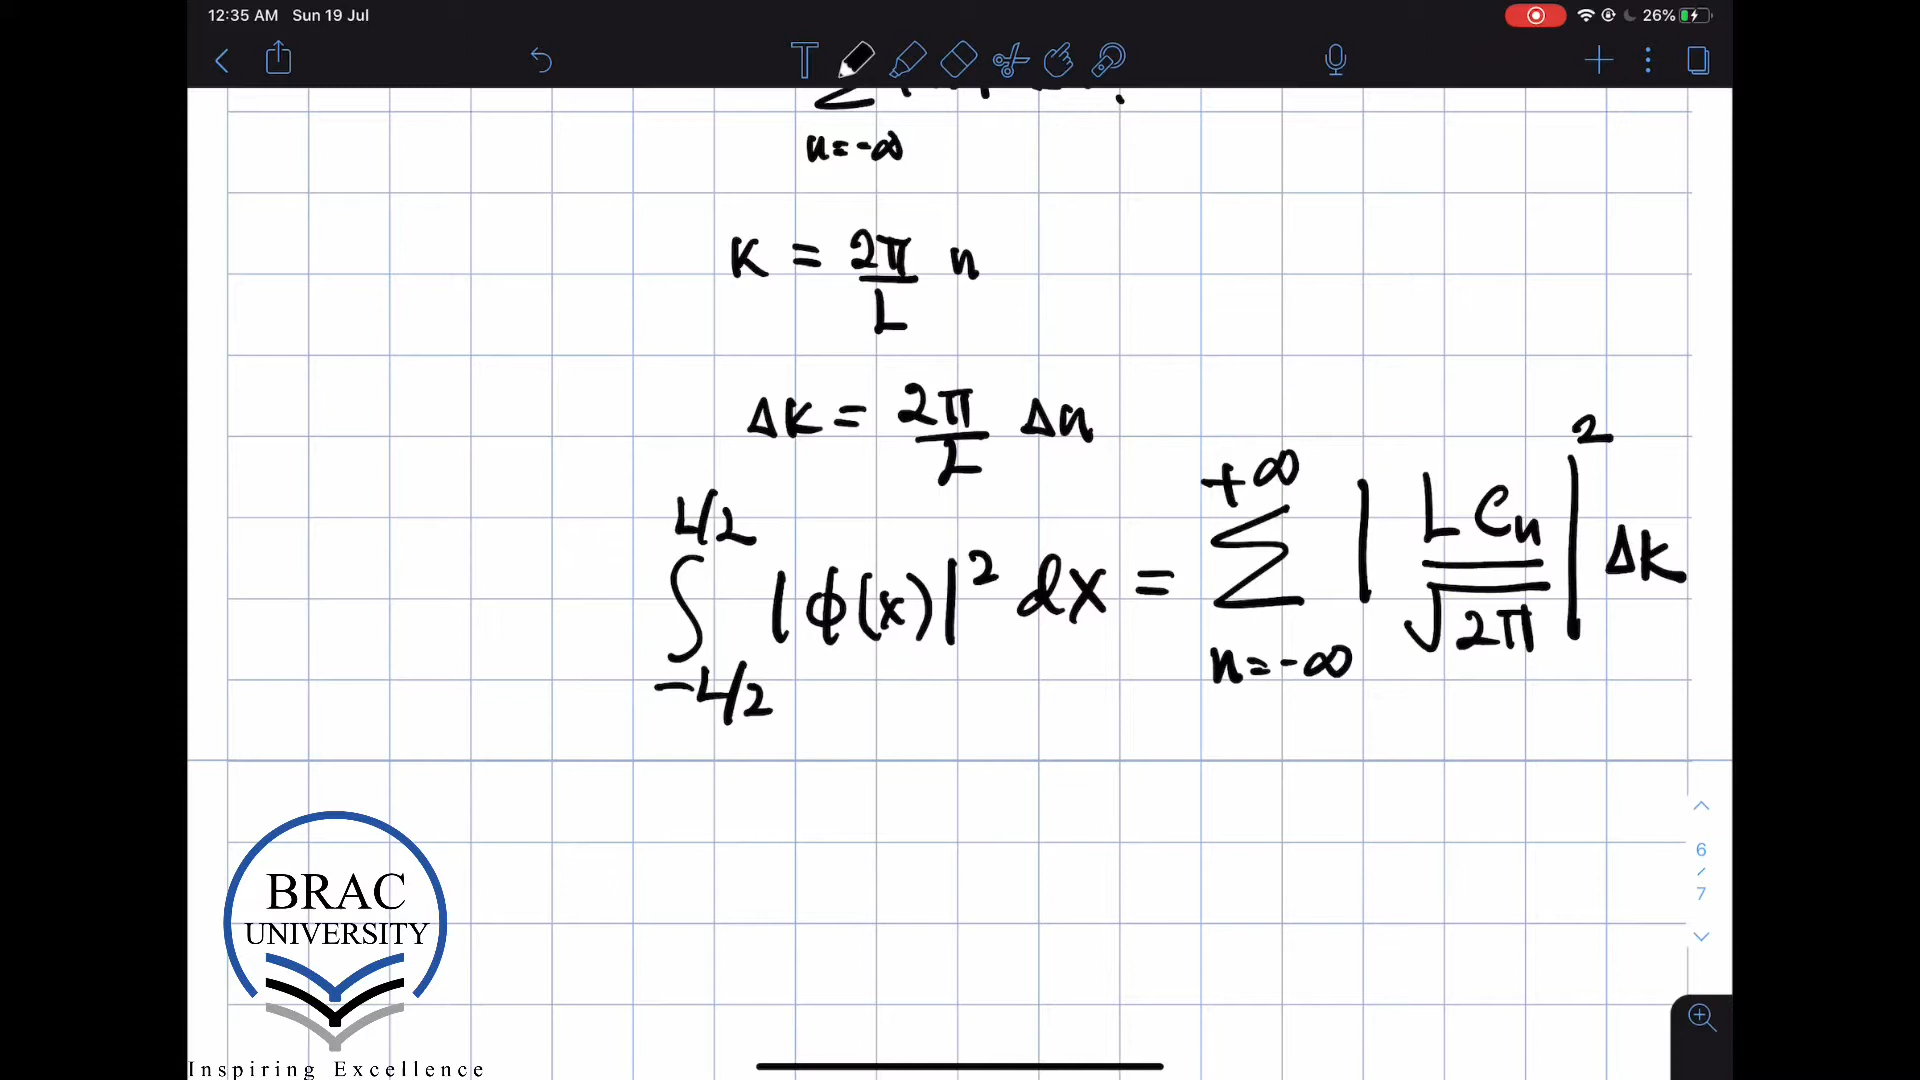 12:35 AM Sun 19 Jul 26%
n=-∞
K = 2π/L n
ΔK = 2π/L Δn
∫_{-L/2}^{L/2} |ϕ(x)|² dx = ∑_{n=-∞}^{+∞} |L Cn/√2π|² Δk
6
/
7
BRAC
UNIVERSITY
Inspiring Excellence